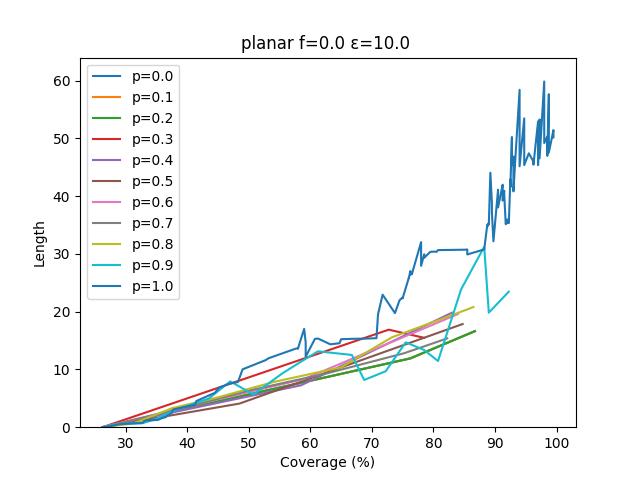 planar f=0.0 ε=10.0
Length
60
50
40
30
20
10
0
p=0.0
p=0.1
p=0.2
p=0.3
p=0.4
p=0.5
p=0.6
p=0.7
p=0.8
p=0.9
p=1.0
30 40 50 60 70 80 90 100
Coverage (%)